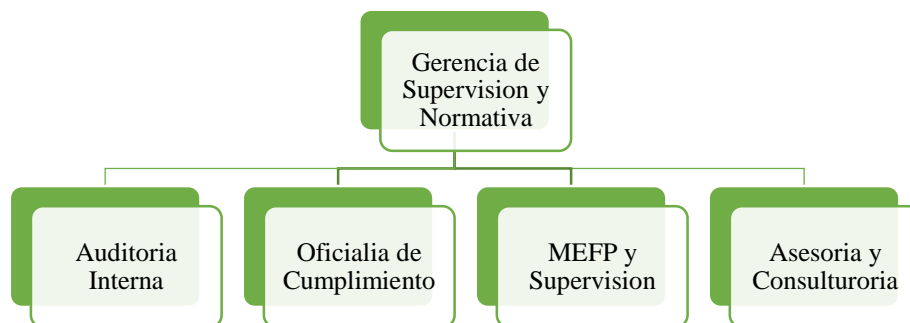 Gerencia de
Supervision y
Normativa
Auditoria
Interna
Oficialia de
Cumplimiento
MEFP y
Supervision
Asesoria y
Consulturoria